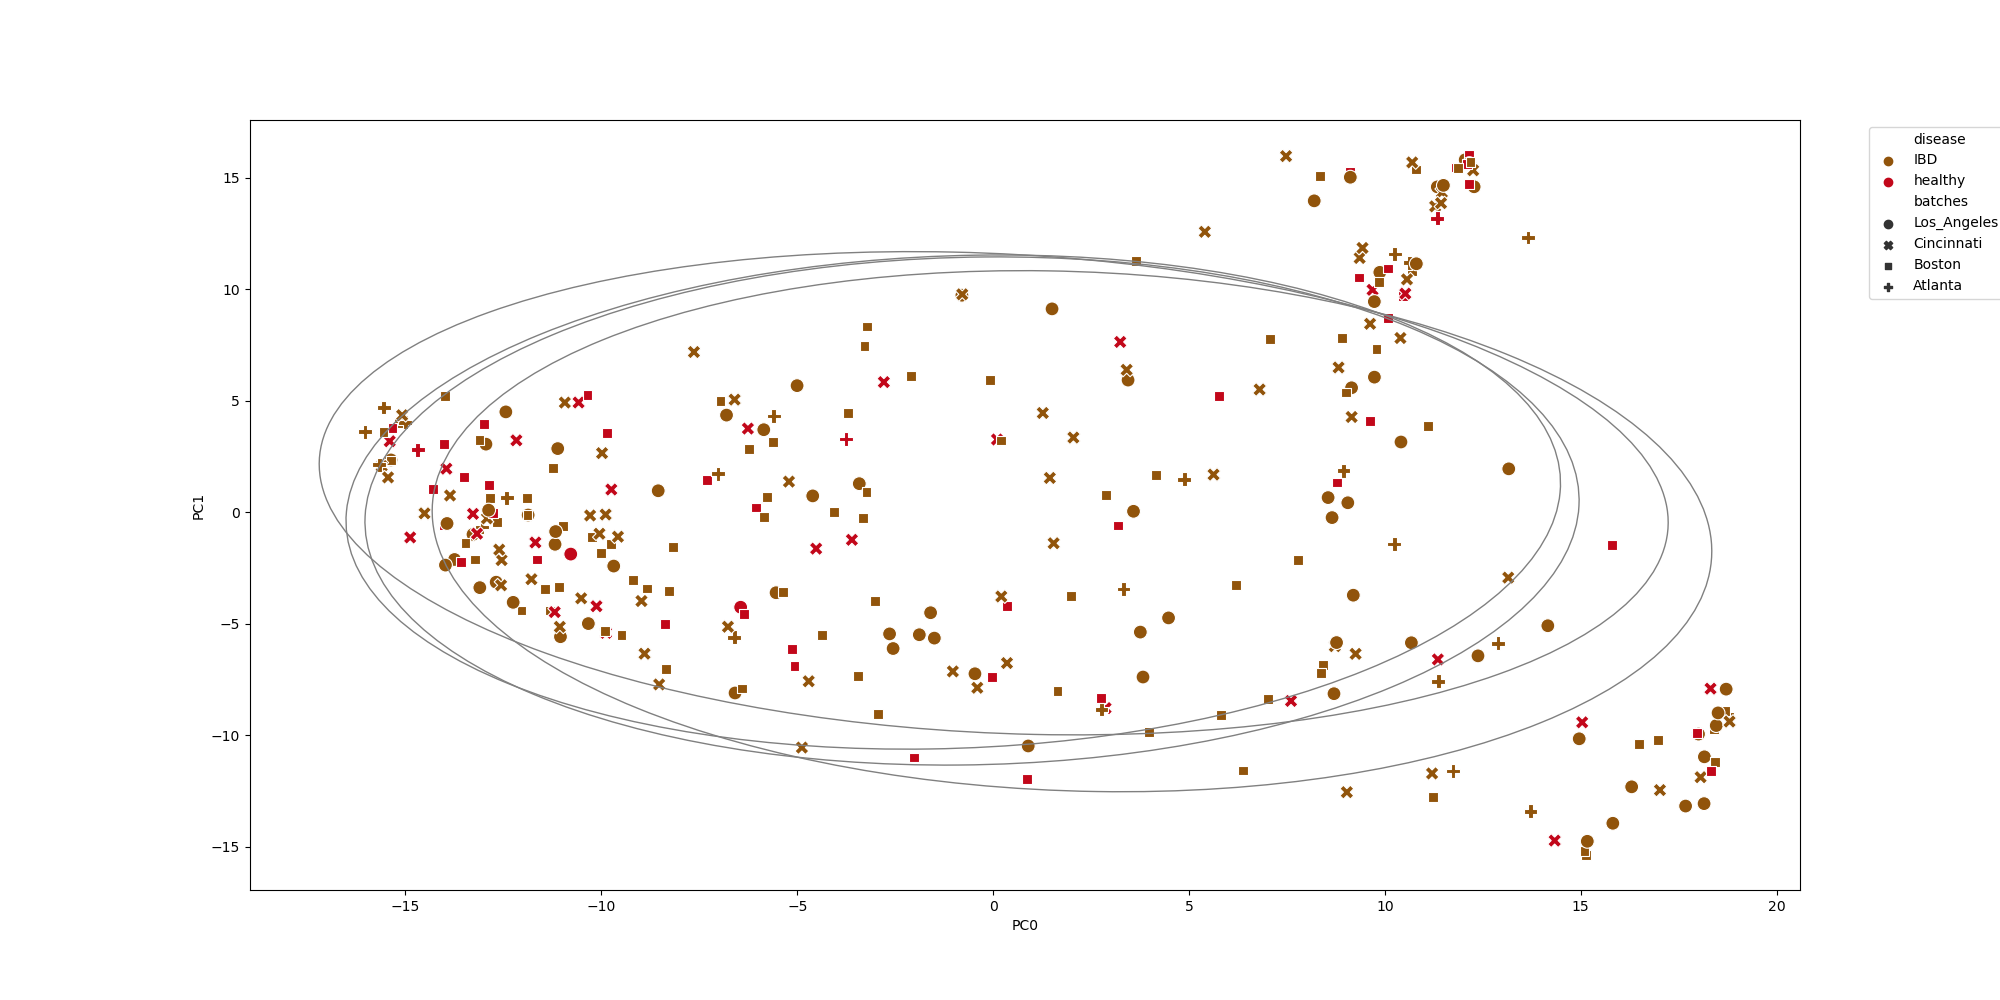 disease
IBD
healthy
batches
Los_Angeles
Cincinnati
Boston
Atlanta
15
10
5
0
−5
−10
−15
PC1
−15
−10
−5
0
5
10
15
20
PC0